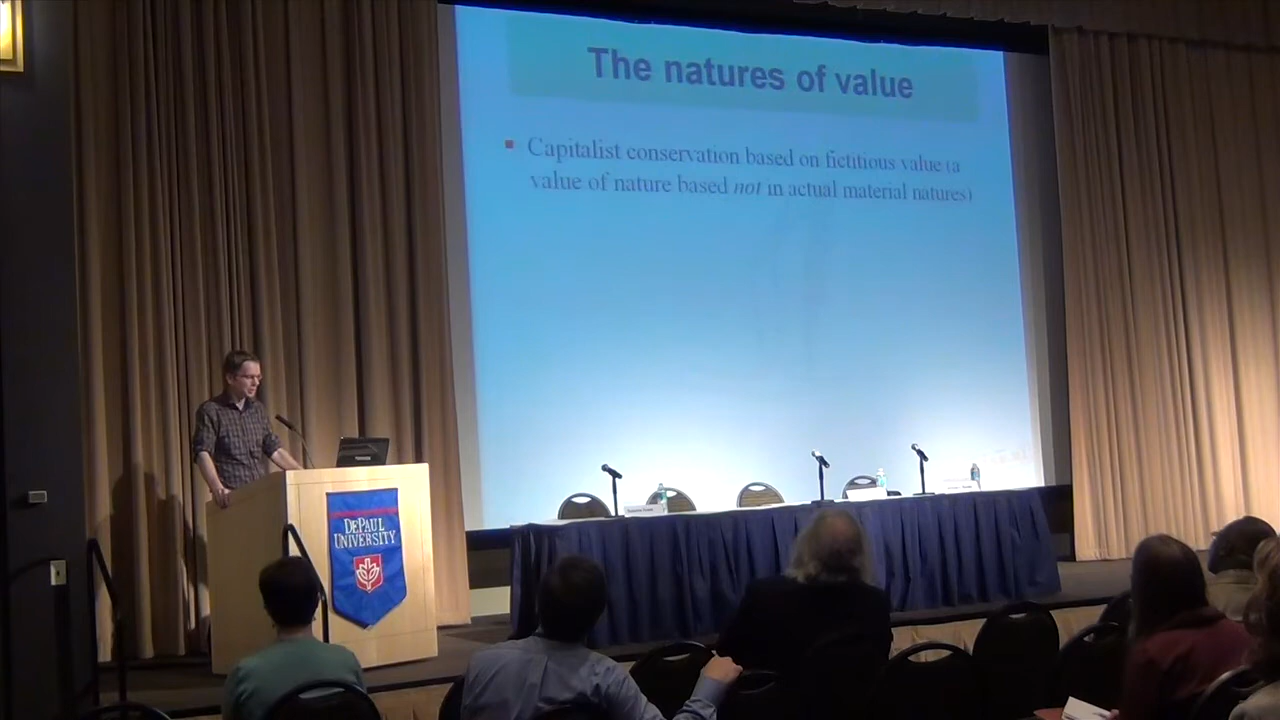 The natures of value
Capitalist conservation based on fictitious value (a
value of nature based not in actual material natures)
DEPAUL
UNIVERSITY